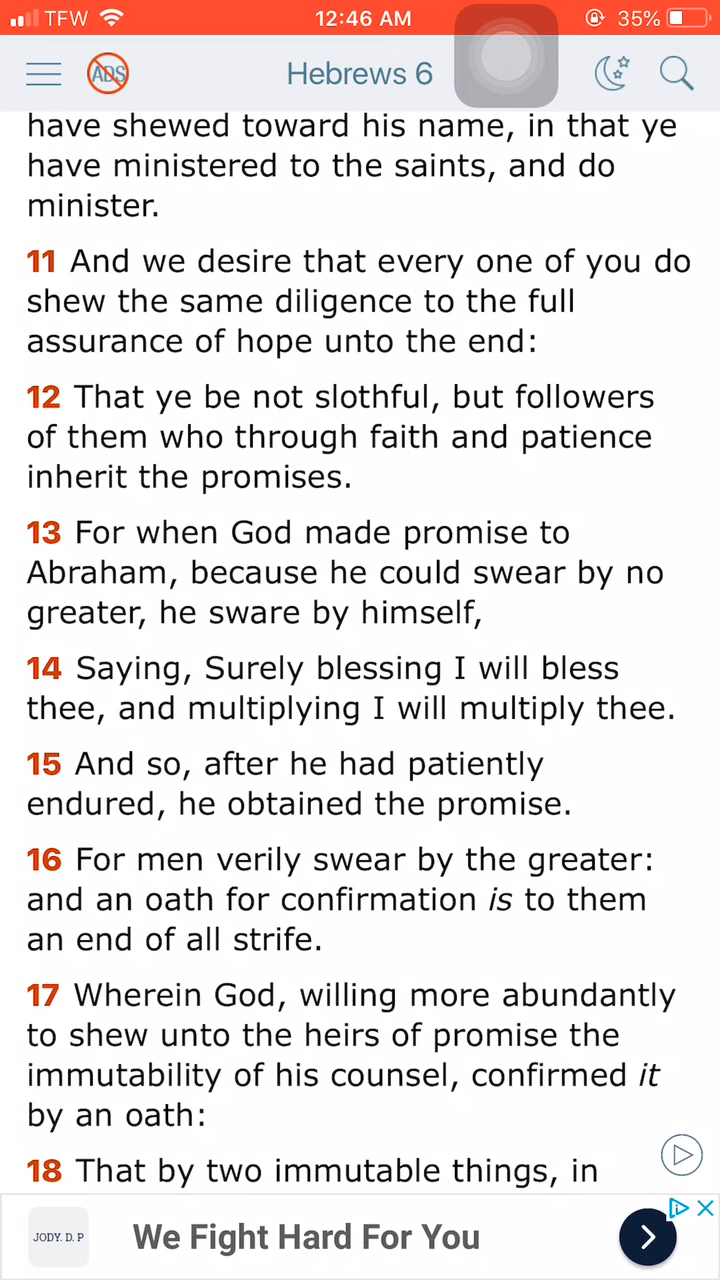 TFW 12:46 AM 35%
ADS Hebrews 6
have shewed toward his name, in that ye
have ministered to the saints, and do
minister.
11 And we desire that every one of you do
shew the same diligence to the full
assurance of hope unto the end:
12 That ye be not slothful, but followers
of them who through faith and patience
inherit the promises.
13 For when God made promise to
Abraham, because he could swear by no
greater, he sware by himself,
14 Saying, Surely blessing I will bless
thee, and multiplying I will multiply thee.
15 And so, after he had patiently
endured, he obtained the promise.
16 For men verily swear by the greater:
and an oath for confirmation is to them
an end of all strife.
17 Wherein God, willing more abundantly
to shew unto the heirs of promise the
immutability of his counsel, confirmed it
by an oath:
18 That by two immutable things, in
JODY. D. P We Fight Hard For You